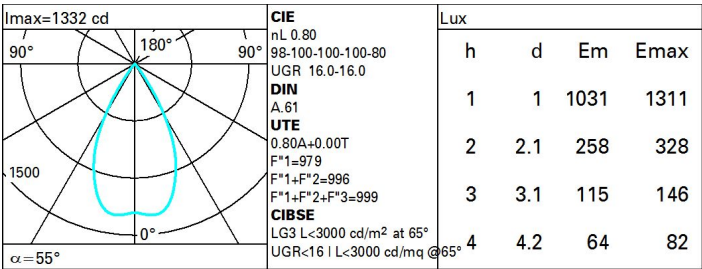 Imax=1332 cd
90°
180°
90°
1500
0°
α=55°
CIE
nL 0.80
98-100-100-100-80
UGR 16.0-16.0
DIN
A.61
UTE
0.80A+0.00T
F"1=979
F"1+F"2=996
F"1+F"2+F"3=999
CIBSE
LG3 L<3000 cd/m² at 65°
UGR<16 | L<3000 cd/mq @65°
Lux
h d Em Emax
1 1 1031 1311
2 2.1 258 328
3 3.1 115 146
4 4.2 64 82